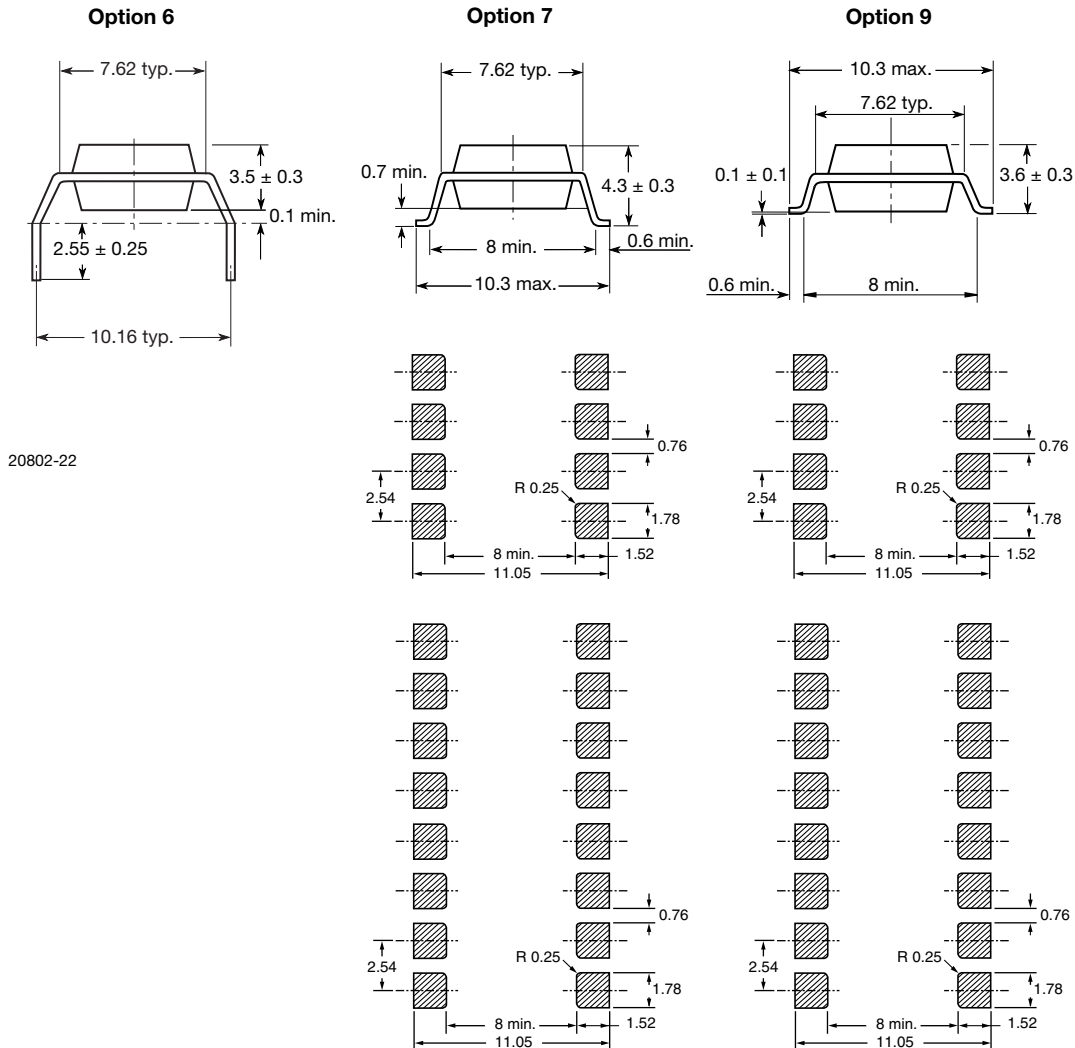 Option 6
7.62 typ.
3.5 ± 0.3
0.1 min.
2.55 ± 0.25
10.16 typ.
20802-22
Option 7
7.62 typ.
0.7 min.
4.3 ± 0.3
8 min.
0.6 min.
10.3 max.
0.76
2.54
R 0.25
1.78
8 min.
1.52
11.05
0.76
2.54
R 0.25
1.78
8 min.
1.52
11.05
Option 9
10.3 max.
7.62 typ.
0.1 ± 0.1
3.6 ± 0.3
0.6 min.
8 min.
0.76
2.54
R 0.25
1.78
8 min.
1.52
11.05
0.76
2.54
R 0.25
1.78
8 min.
1.52
11.05